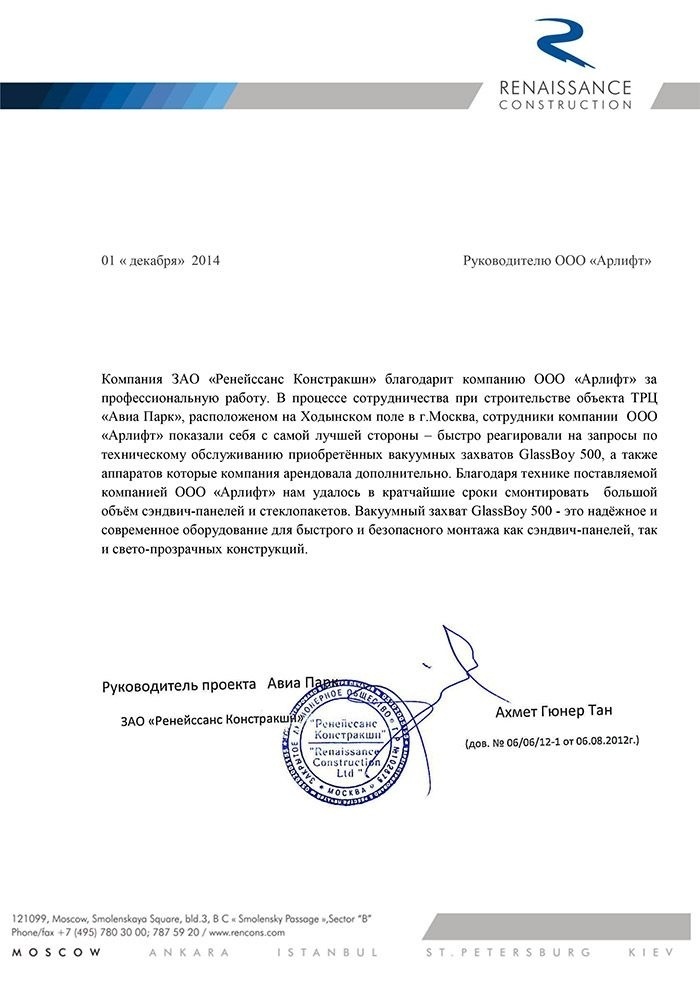 RENAISSANCE
CONSTRUCTION
01 « декабря» 2014
Руководителю ООО «Арлифт»
Компания ЗАО «Ренейссанс Констракшн» благодарит компанию ООО «Арлифт» за
профессиональную работу. В процессе сотрудничества при строительстве объекта ТРЦ
«Авиа Парк», расположеном на Ходынском поле в г.Москва, сотрудники компании ООО
«Арлифт» показали себя с самой лучшей стороны – быстро реагировали на запросы по
техническому обслуживанию приобретённых вакуумных захватов GlassBoy 500, а также
аппаратов которые компания арендовала дополнительно. Благодаря технике поставляемой
компанией ООО «Арлифт» нам удалось в кратчайшие сроки смонтировать большой
объём сэндвич-панелей и стеклопакетов. Вакуумный захват GlassBoy 500 - это надёжное и
современное оборудование для быстрого и безопасного монтажа как сэндвич-панелей, так
и свето-прозрачных конструкций.
Руководитель проекта Авиа Парк
ЗАО «Ренейссанс Констракшн»
Ахмет Гюнер Тан
(дов. № 06/06/12-1 от 06.08.2012г.)
ЗАКРЫТОЕ АКЦИОНЕРНОЕ ОБЩЕСТВО
"Ренейссанс
Констракшн"
"Renaissance
Construction
Ltd "
* МОСКВА *
121099, Moscow, Smolenskaya Square, bld.3, B C « Smolensky Passage »,Sector “B”
Phone/fax +7 (495) 780 30 00; 787 59 20 / www.rencons.com
MOSCOW ANKARA ISTANBUL ST.PETERSBURG KIEV